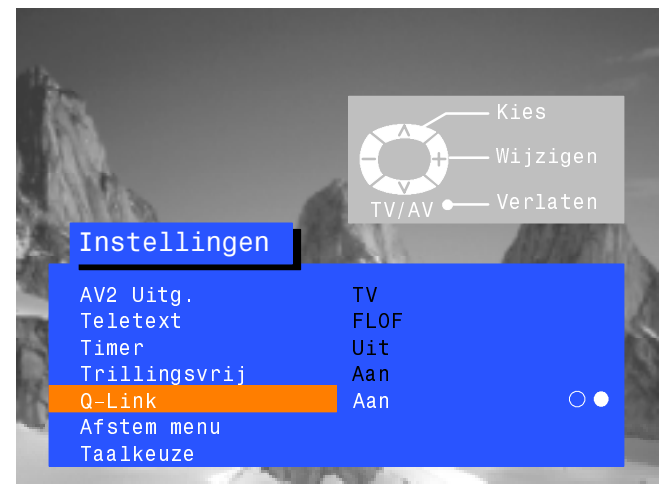 Kies
Wijzigen
TV/AV Verlaten
Instellingen
AV2 Uitg. TV
Teletext FLOF
Timer Uit
Trillingsvrij Aan
Q-Link Aan
Afstem menu
Taalkeuze